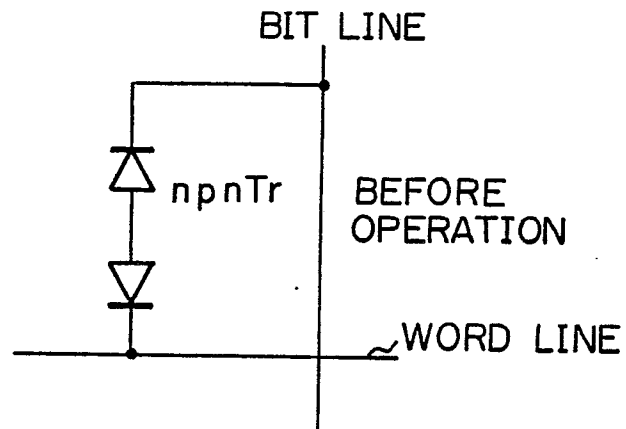 BIT LINE
npnTr
BEFORE
OPERATION
WORD LINE